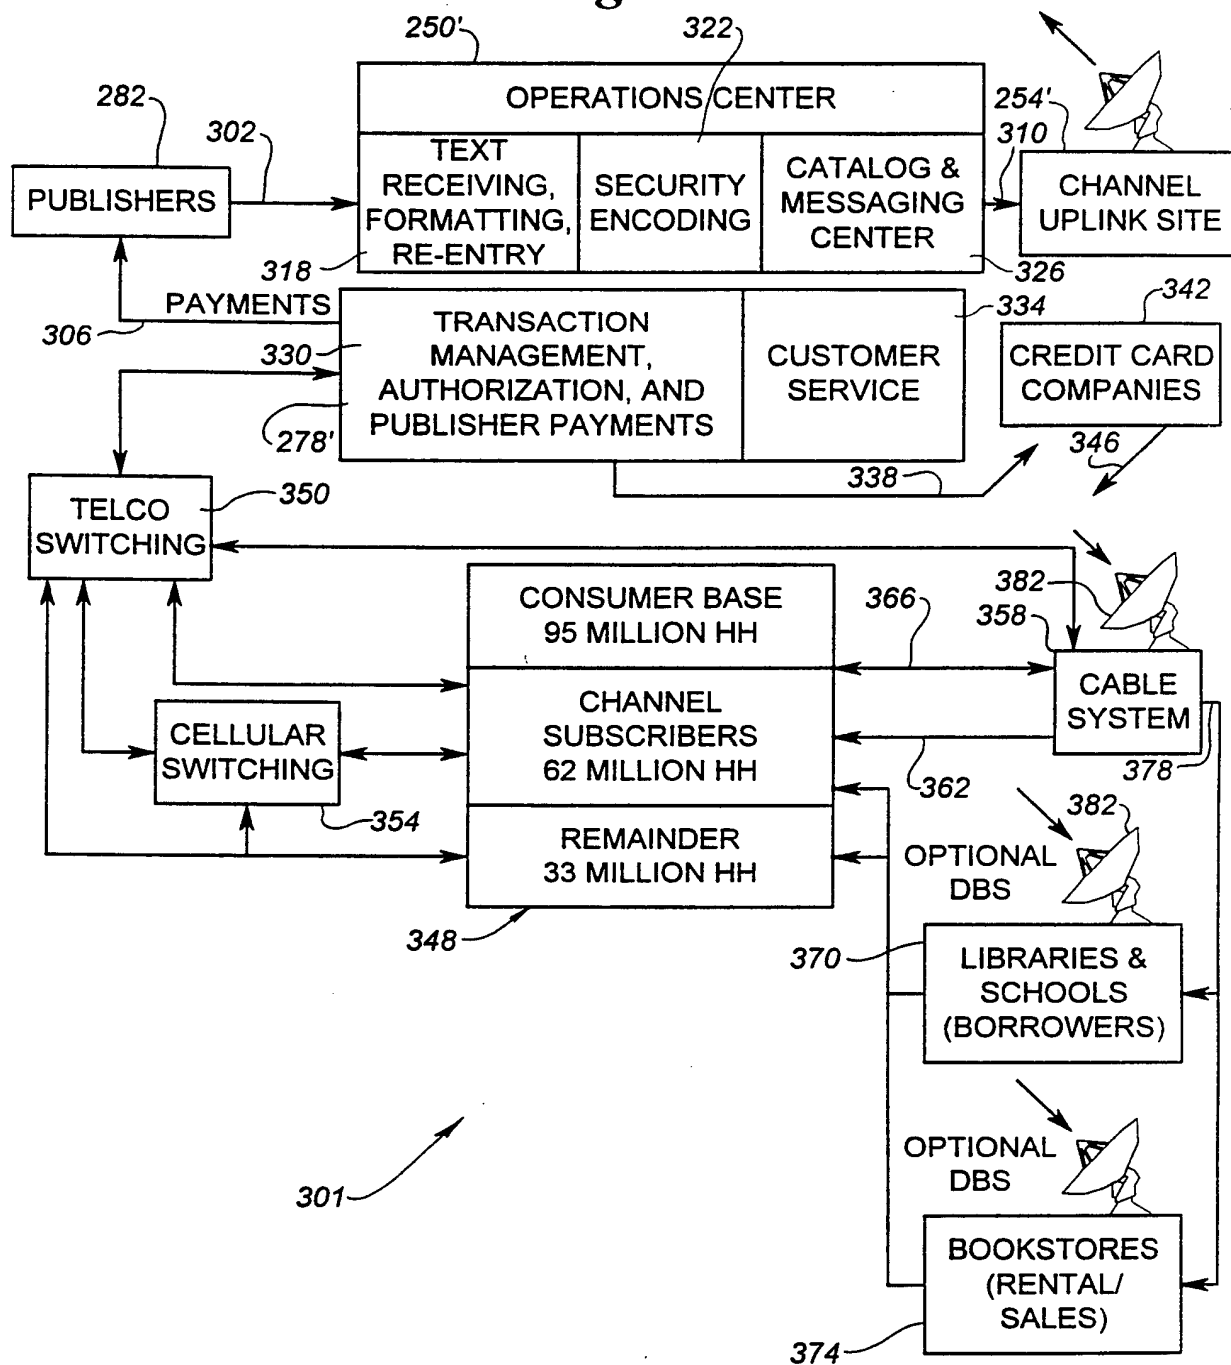 g
250'
322
282
302
OPERATIONS CENTER
254'
310
PUBLISHERS
TEXT
RECEIVING,
FORMATTING,
RE-ENTRY
318
SECURITY
ENCODING
CATALOG &
MESSAGING
CENTER
326
CHANNEL
UPLINK SITE
PAYMENTS
306
330
TRANSACTION
MANAGEMENT,
AUTHORIZATION, AND
PUBLISHER PAYMENTS
278'
334
CUSTOMER
SERVICE
342
CREDIT CARD
COMPANIES
346
338
350
TELCO
SWITCHING
CONSUMER BASE
95 MILLION HH
366
382
358
CABLE
SYSTEM
378
CHANNEL
SUBSCRIBERS
62 MILLION HH
362
CELLULAR
SWITCHING
354
REMAINDER
33 MILLION HH
348
382
OPTIONAL
DBS
370
LIBRARIES &
SCHOOLS
(BORROWERS)
301
OPTIONAL
DBS
BOOKSTORES
(RENTAL/
SALES)
374